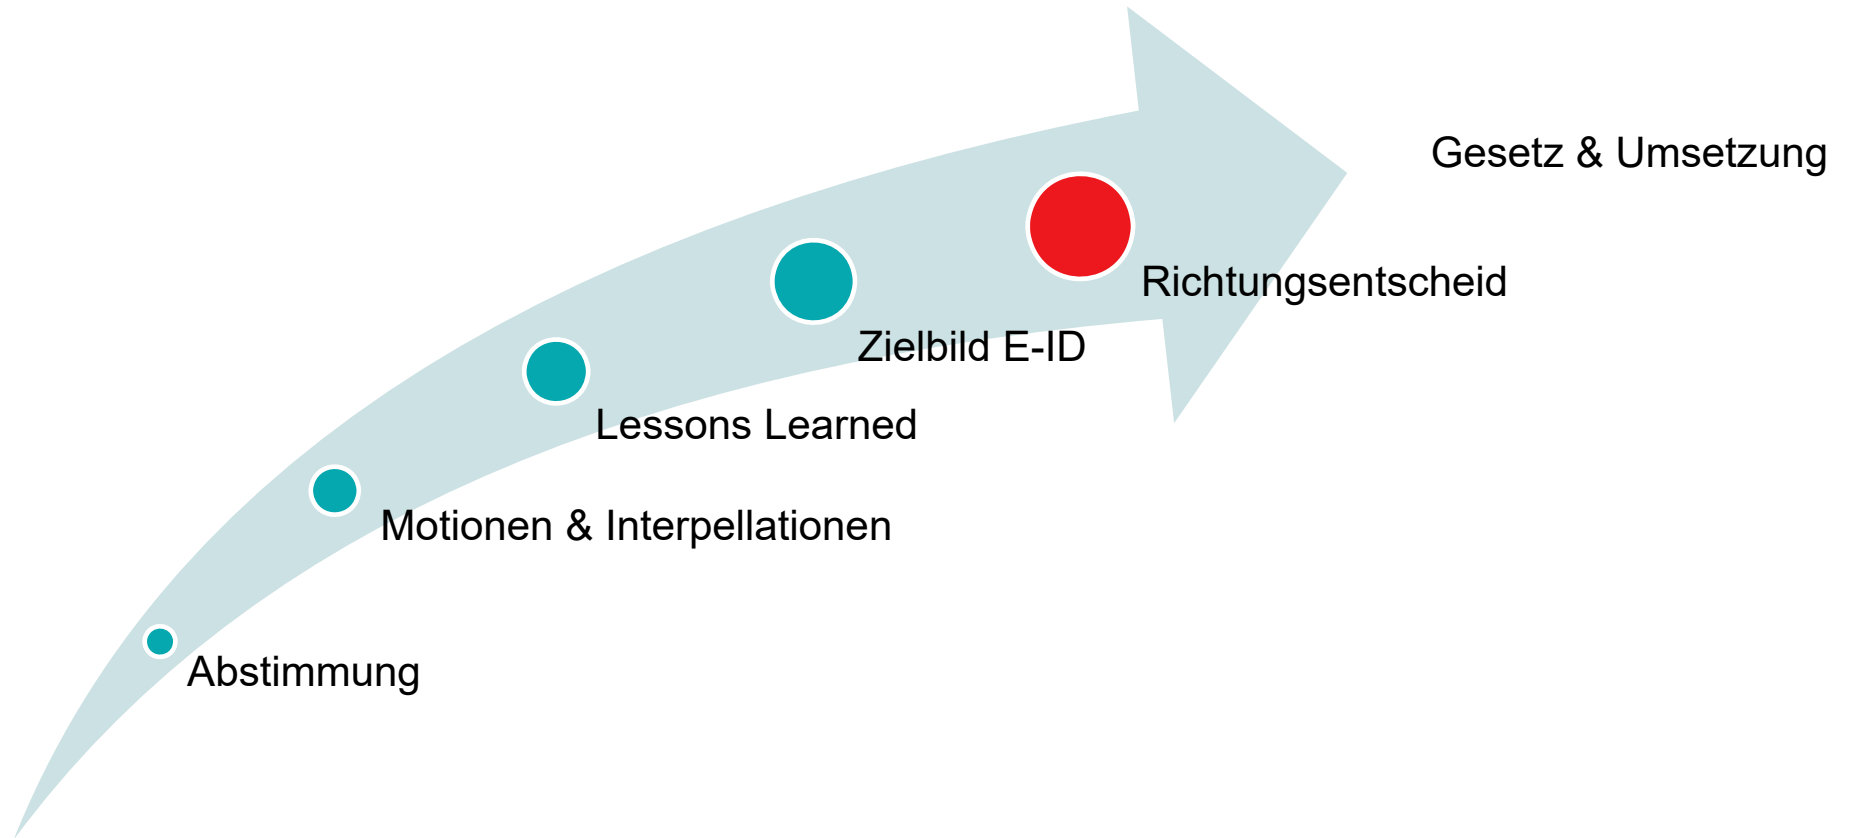 Gesetz & Umsetzung
Richtungsentscheid
Zielbild E-ID
Lessons Learned
Motionen & Interpellationen
Abstimmung